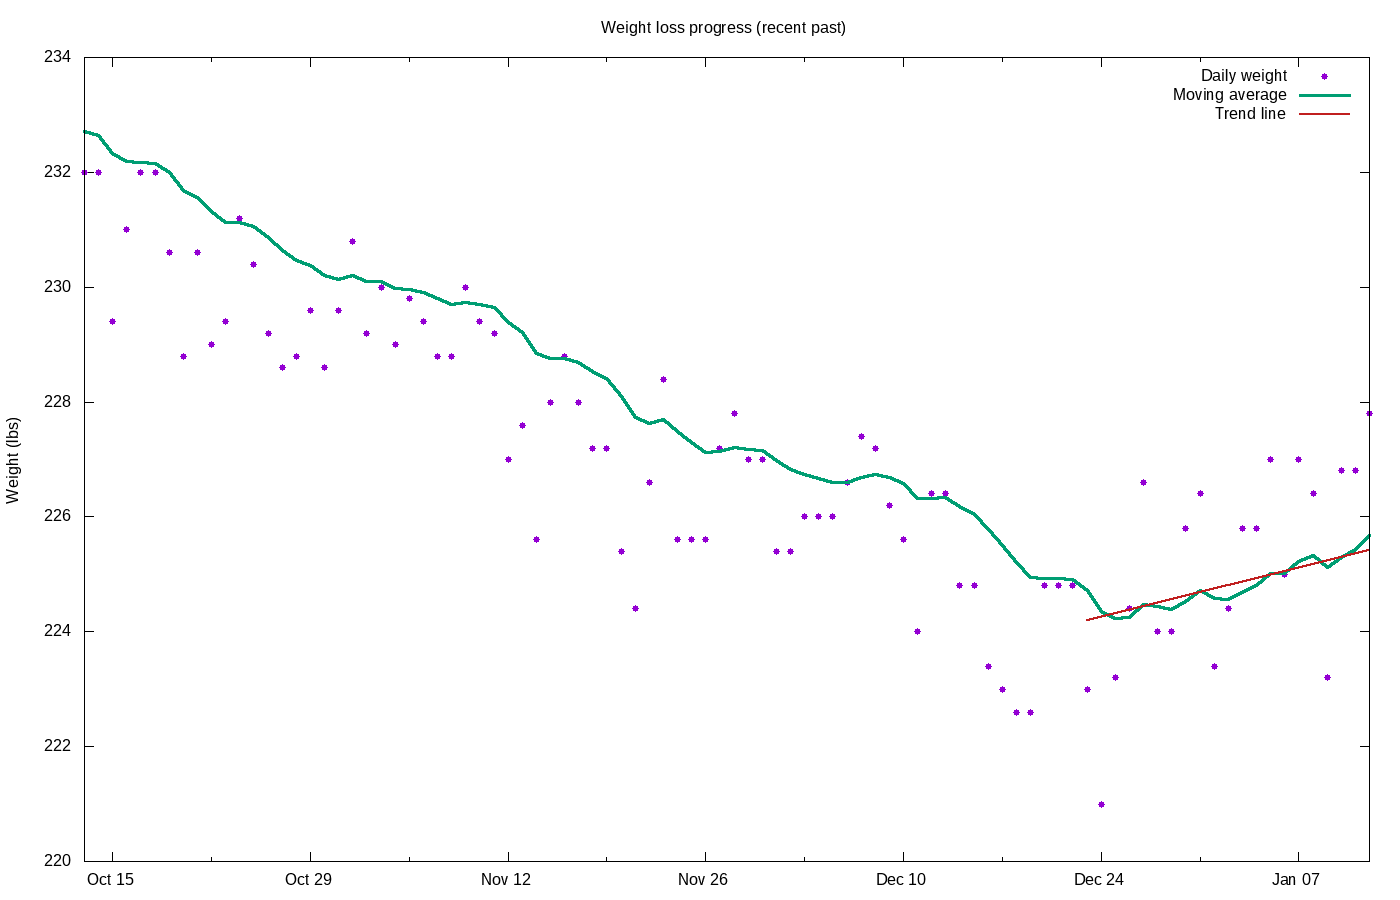 Weight loss progress (recent past)
Weight (lbs)
234
232
230
228
226
224
222
220
Daily weight
Moving average
Trend line
Oct 15
Oct 29
Nov 12
Nov 26
Dec 10
Dec 24
Jan 07